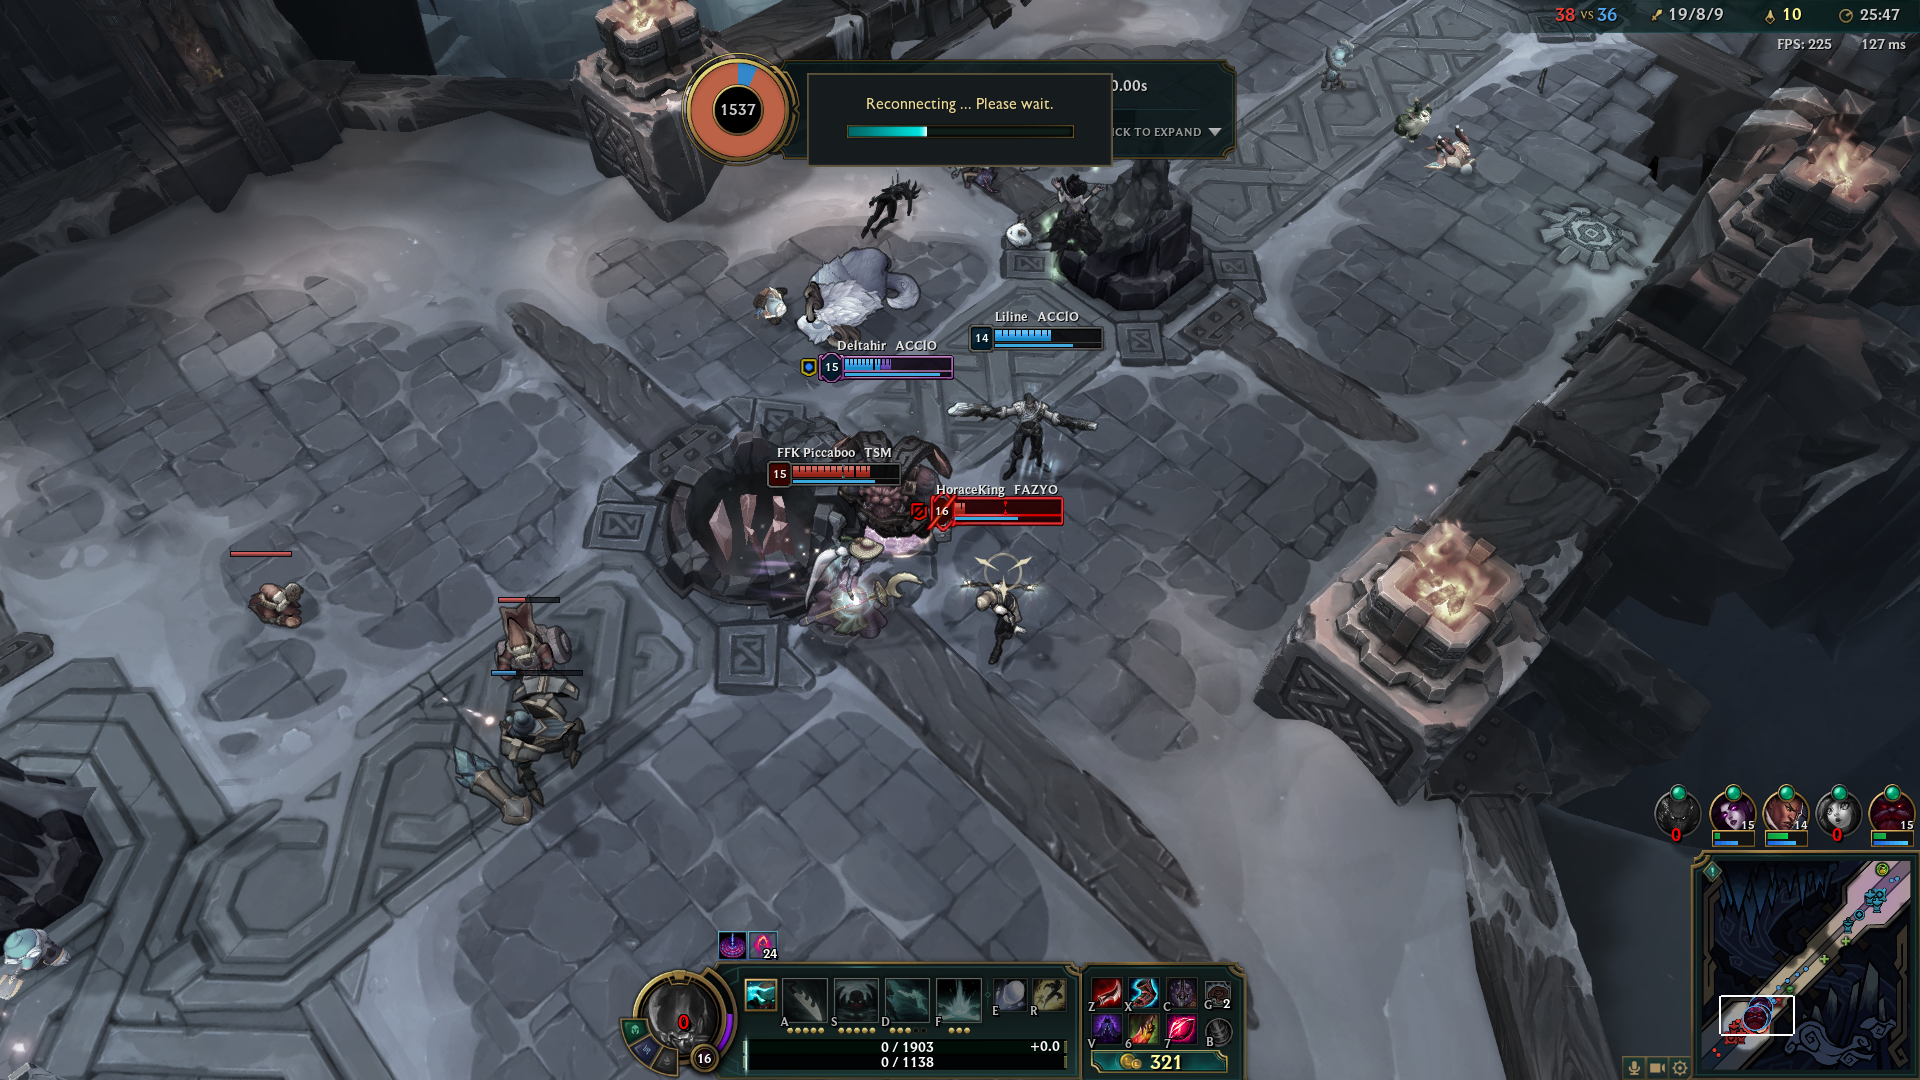 38 vs 36 19/8/9 10 25:47
FPS: 225 127 ms
1537
Reconnecting ... Please wait.
0.00s
ICK TO EXPAND
Liline ACCIO
14
Deltahir ACCIO
15
FFK Piccaboo TSM
15
HoraceKing FAZYO
16
0 15 14 0 15
24
0
16
A S D F E R
Z X C G 2
V 6 7 B
0 / 1903 +0.0
0 / 1138
321